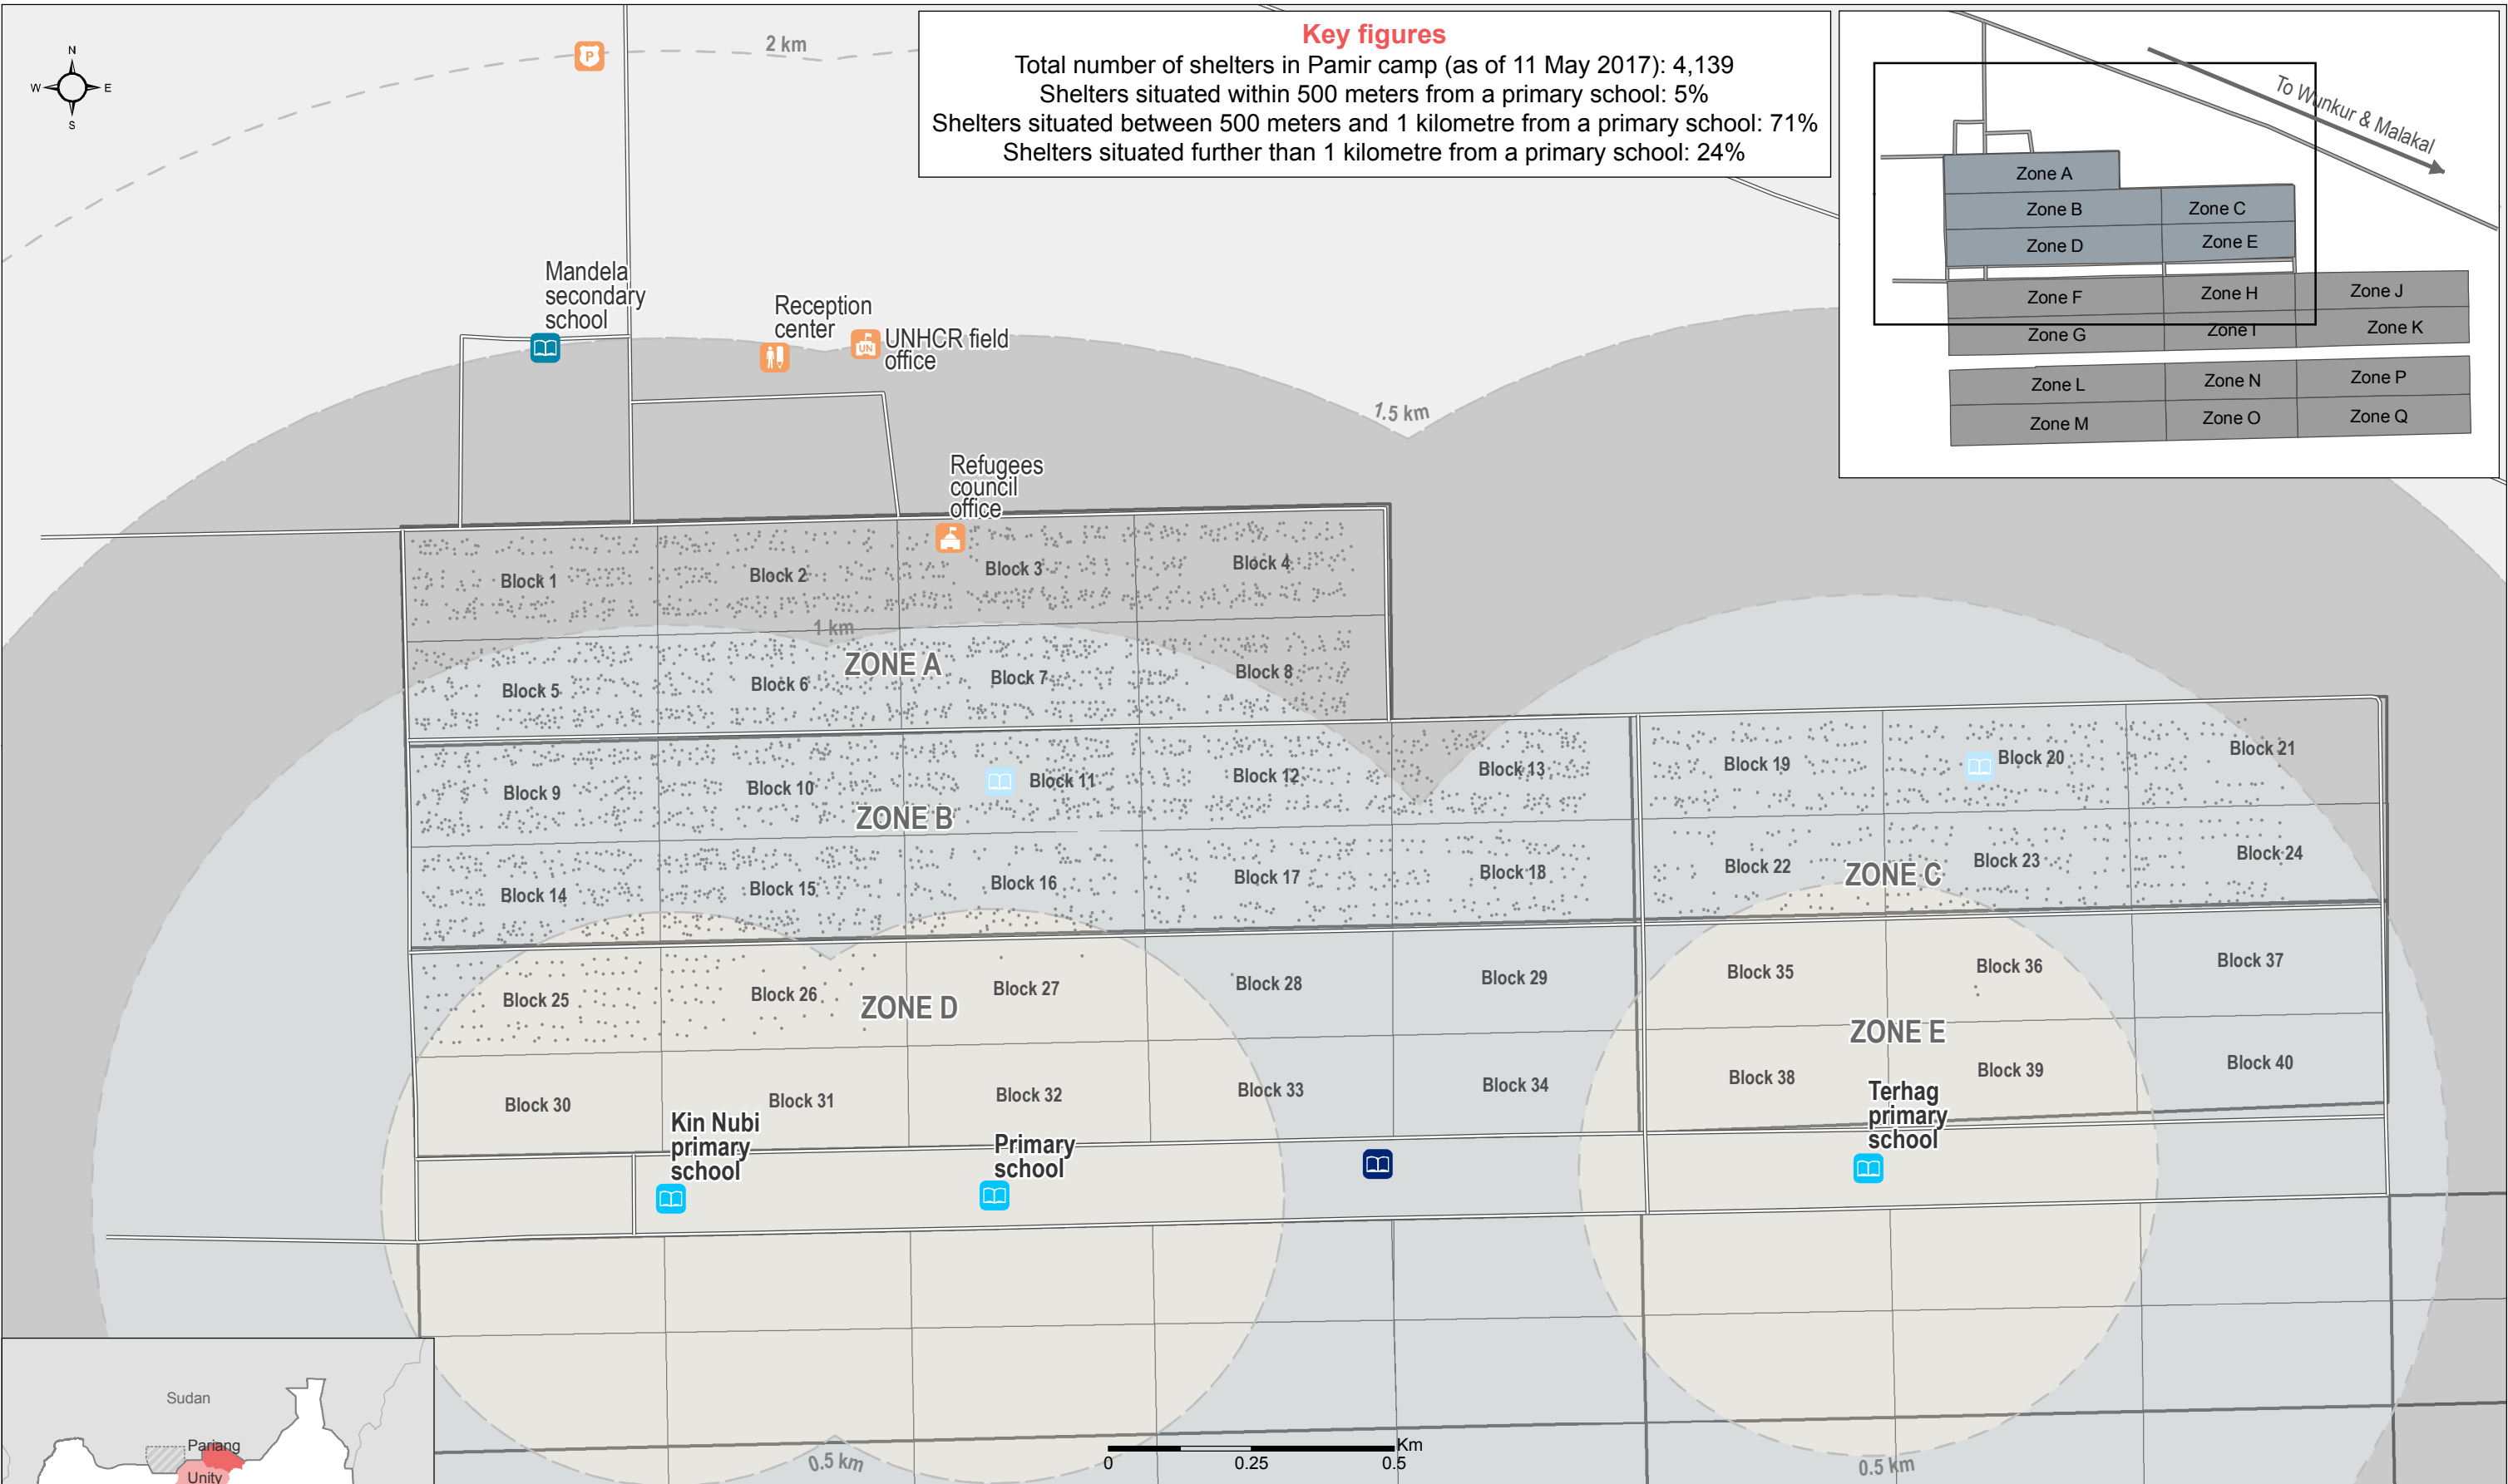 N
W
E
S
P
2 km
Key figures
Total number of shelters in Pamir camp (as of 11 May 2017): 4,139
Shelters situated within 500 meters from a primary school: 5%
Shelters situated between 500 meters and 1 kilometre from a primary school: 71%
Shelters situated further than 1 kilometre from a primary school: 24%
To Wunkur & Malakal
Zone A
Zone B
Zone C
Zone D
Zone E
Zone F
Zone H
Zone J
Zone G
Zone I
Zone K
Zone L
Zone N
Zone P
Zone M
Zone O
Zone Q
Mandela
secondary
school
Reception
center
UN
UNHCR field
office
1.5 km
Refugees
council
office
Block 1
Block 2
Block 3
Block 4
1 km
ZONE A
Block 5
Block 6
Block 7
Block 8
Block 9
Block 10
Block 11
Block 12
Block 13
ZONE B
Block 14
Block 15
Block 16
Block 17
Block 18
Block 19
Block 20
Block 21
Block 22
ZONE C
Block 23
Block 24
Block 25
Block 26
ZONE D
Block 27
Block 28
Block 29
Block 30
Block 31
Block 32
Block 33
Block 34
Block 35
Block 36
Block 37
ZONE E
Block 38
Block 39
Block 40
Kin Nubi
primary
school
Primary
school
Terhag
primary
school
Sudan
Pariang
Unity
0.5 km
Km
0
0.25
0.5
0.5 km